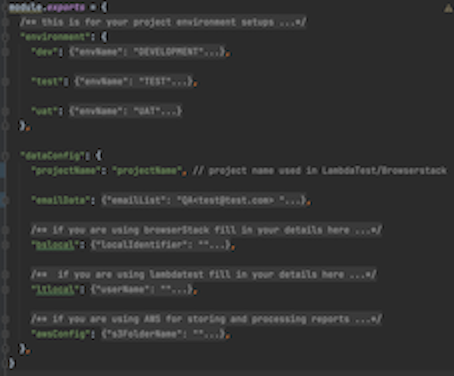 module.exports = {
/** this is for your project environment setups ...*/
"environment": {
"dev": {"envName": "DEVELOPMENT"...},
"test": {"envName": "TEST"...},
"uat": {"envName": "UAT"...}
},
"dataConfig": {
"projectName": "projectName", // project name used in LambdaTest/Browserstack
"emailData": {"emailList": "QA<test@test.com> "...},
/** if you are using browserStack fill in your details here ...*/
"bslocal": {"localIdentifier": ""...},
/**  if you are using lambdatest fill in your details here ...*/
"ltlocal": {"userName": ""...},
/** if you are using AWS for storing and processing reports ...*/
"awsConfig": {"s3FolderName": ""...},
},
}